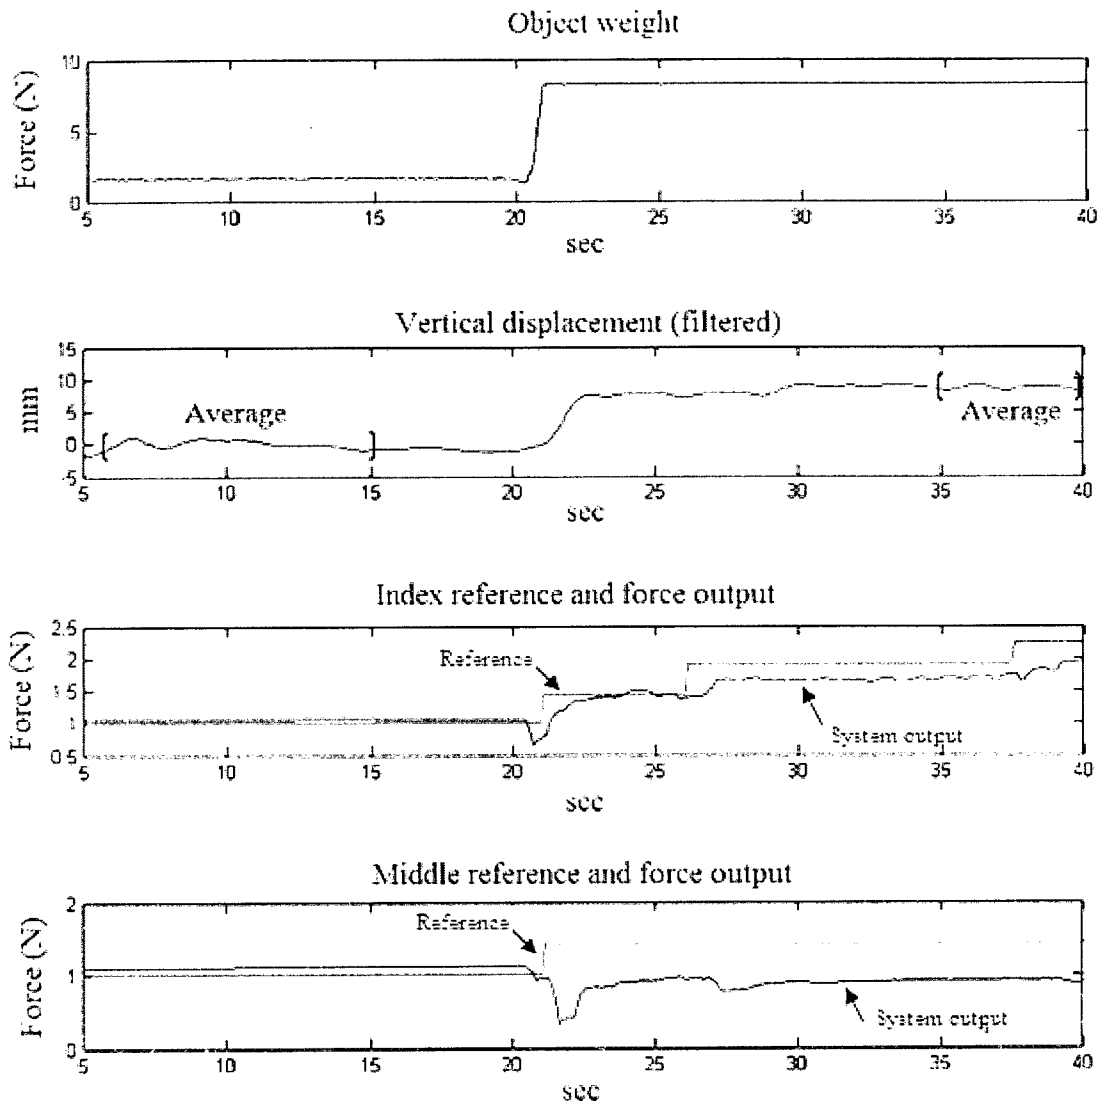 Object weight
10
5
0
Force (N)
5 10 15 20 25 30 35 40
sec
Vertical displacement (filtered)
15
10
5
0
-5
mm
Average
Average
5 10 15 20 25 30 35 40
sec
Index reference and force output
2.5
2
1.5
1
0.5
Force (N)
Reference
System output
5 10 15 20 25 30 35 40
sec
Middle reference and force output
2
1
0
Force (N)
Reference
System output
5 10 15 20 25 30 35 40
sec